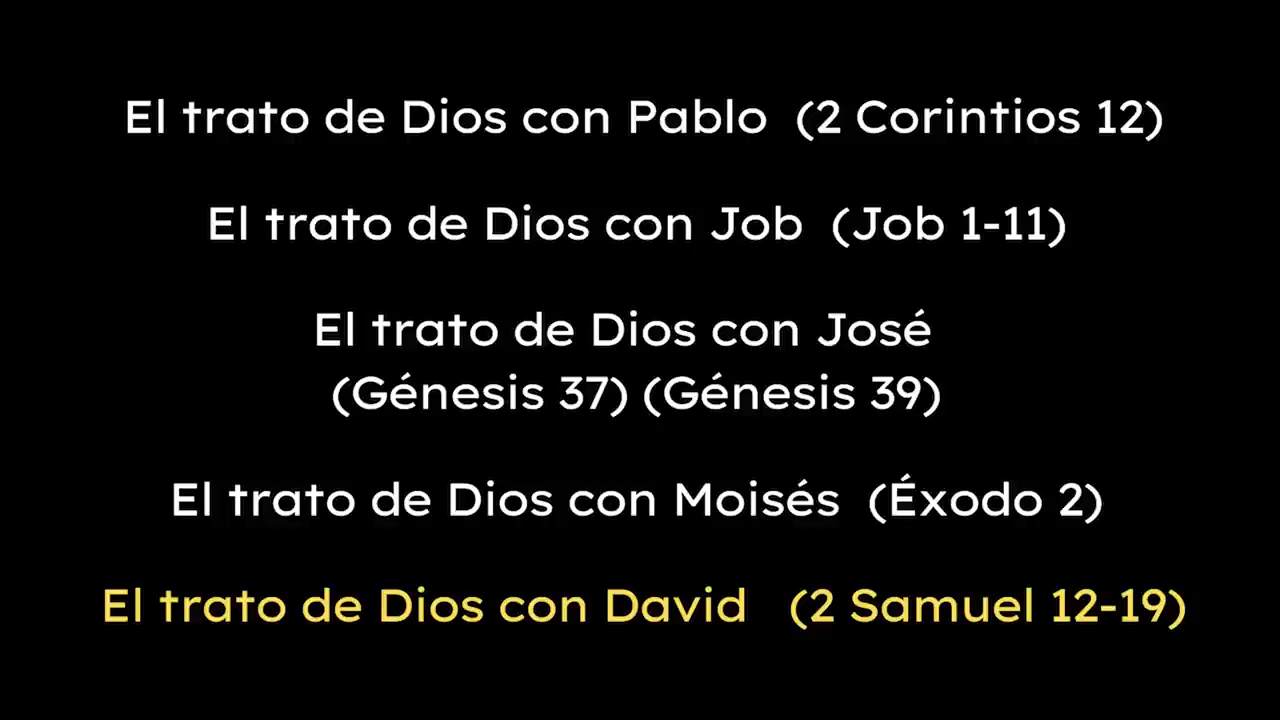 El trato de Dios con Pablo (2 Corintios 12)
El trato de Dios con Job (Job 1-11)
El trato de Dios con José
(Génesis 37) (Génesis 39)
El trato de Dios con Moisés (Éxodo 2)
El trato de Dios con David (2 Samuel 12-19)